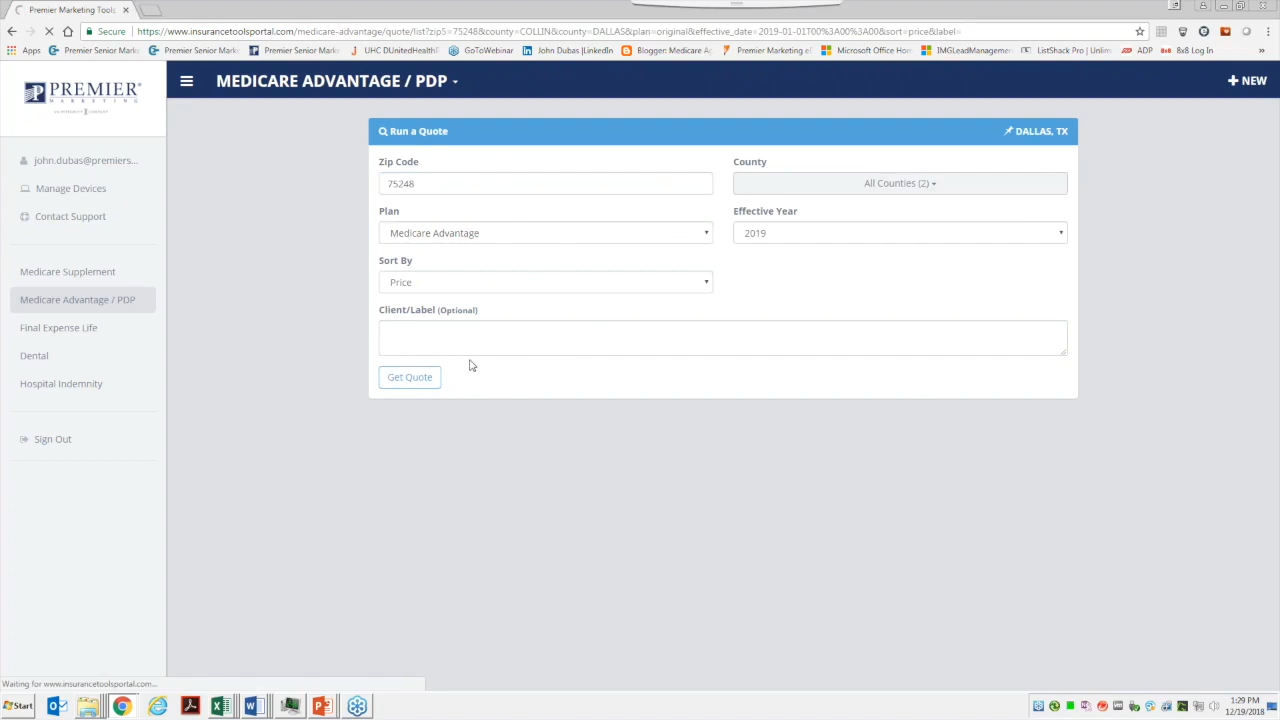 Premier Marketing Tools
Secure
https://www.insurancetoolsportal.com/medicare-advantage/quote/list?zip5=75248&county=COLLIN&county=DALLAS&plan=original&effective_date=2019-01-01T00%3A00%3A00&sort=price&label=
Apps
Premier Senior Mark
Premier Senior Mark
Premier Senior Mark
UHC DUnitedHealth
GoToWebinar
John Dubas |LinkedIn
Blogger: Medicare
Premier Marketing el
Microsoft Office Hom
IMGLeadManagemen
ListShack Pro | Unlim
ADP
8x8 Log In
PREMIER
MARKETING
MEDICARE ADVANTAGE / PDP
NEW
john.dubas@premiers...
Manage Devices
Contact Support
Medicare Supplement
Medicare Advantage / PDP
Final Expense Life
Dental
Hospital Indemnity
Sign Out
Run a Quote
DALLAS, TX
Zip Code
County
75248
All Counties (2)
Plan
Effective Year
Medicare Advantage
2019
Sort By
Price
Client/Label (Optional)
Get Quote
Waiting for www.insurancetoolsportal.com...
Start
1:29 PM
12/19/2018